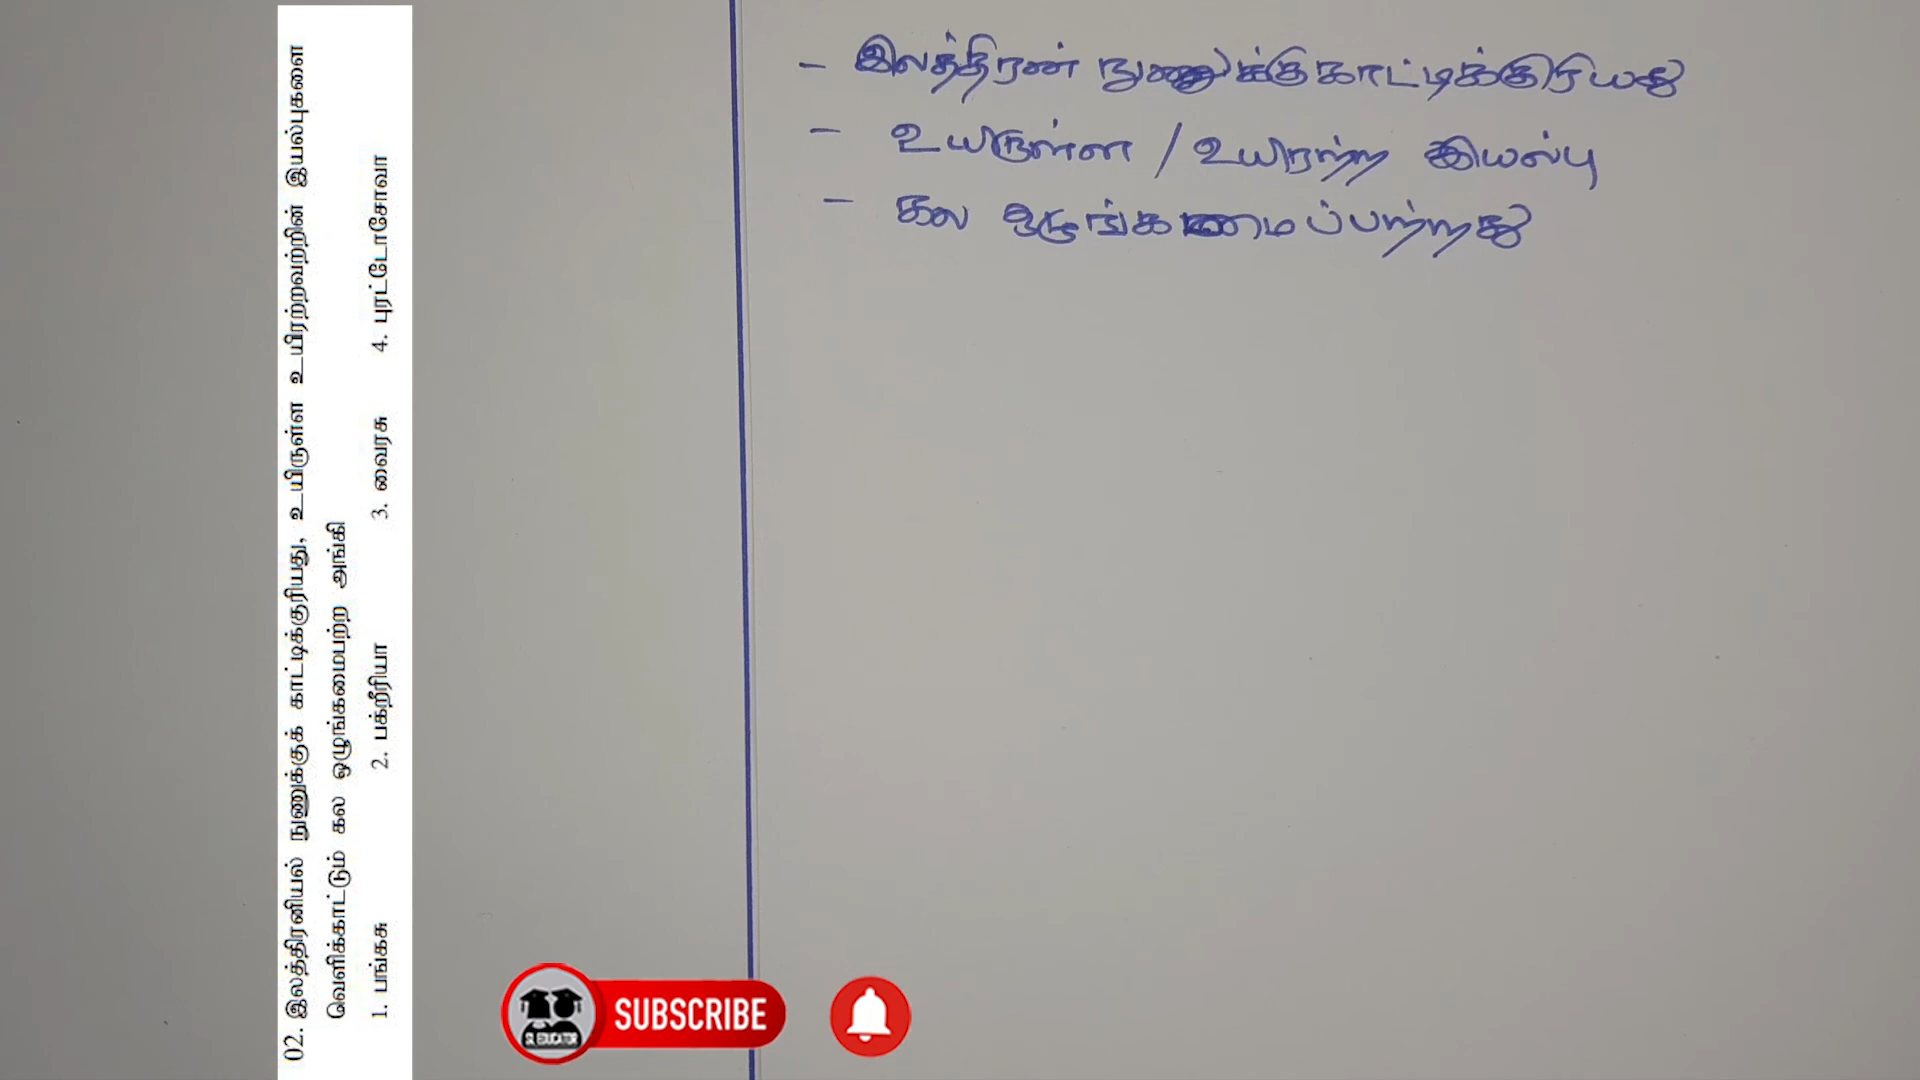 02. இலத்திரனியல் நுணுக்குக் காட்டிக்குரியது, உயிருள்ள உயிரற்றவற்றின் இயல்புகளை
வெளிக்காட்டும் கல ஒழுங்கமைபற்ற அங்கி
1. பங்கசு 2. பக்றீரியா 3. வைரசு 4. புரட்டோசோவா
- இலத்திரன் நுணுக்குகாட்டிக்குரியது
- உயிருள்ள / உயிரற்ற இயல்பு
- கல ஒழுங்கமைப்பற்றது
SL EDUCATOR
SUBSCRIBE